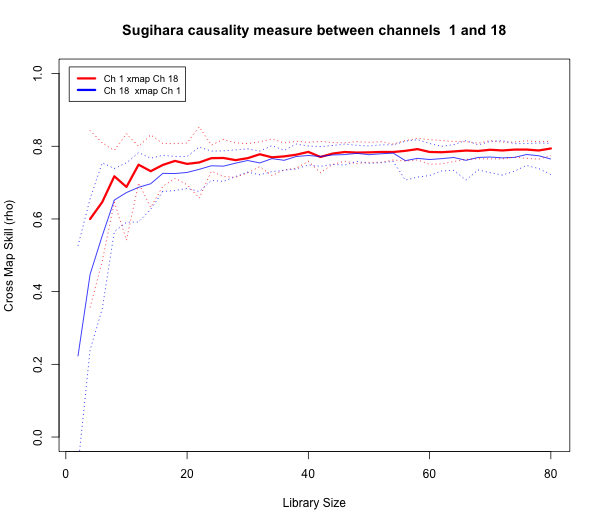 Sugihara causality measure between channels  1 and 18
Ch 1 xmap Ch 18
Ch 18  xmap Ch 1
Cross Map Skill (rho)
1.0
0.8
0.6
0.4
0.2
0.0
0 20 40 60 80
Library Size